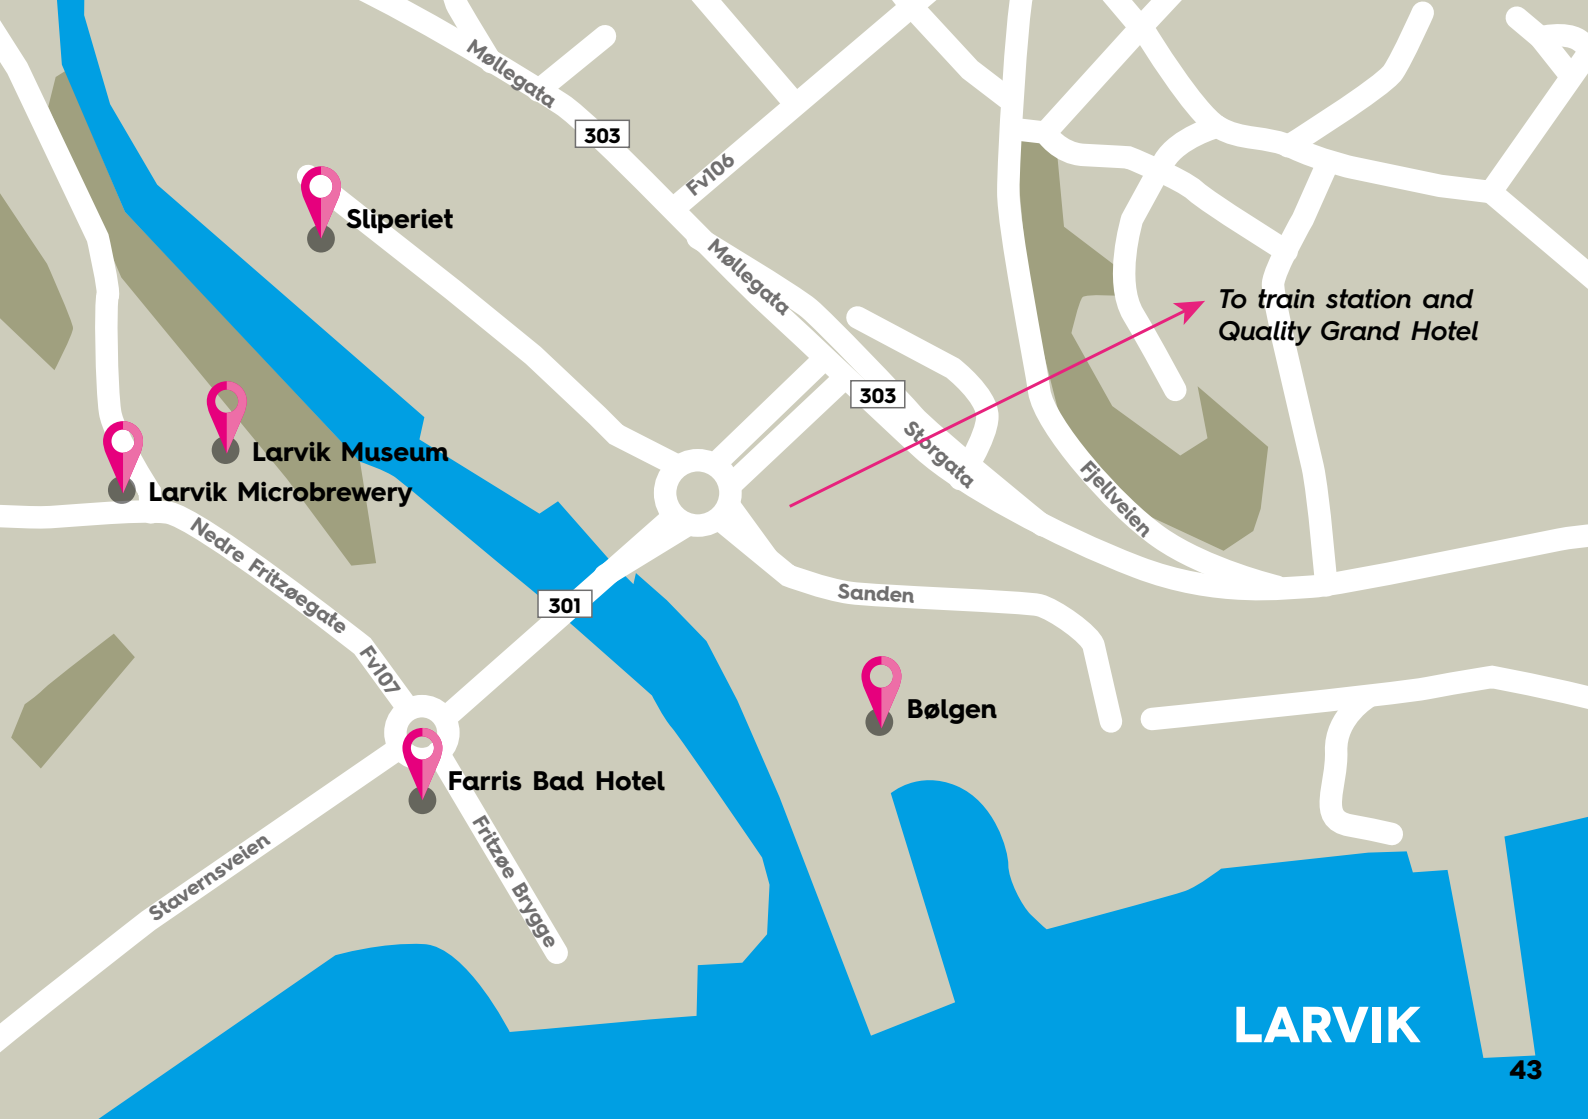 Møllegata
303
Fv106
Sliperiet
Møllegata
To train station and
Quality Grand Hotel
303
Storgata
Larvik Museum
Fjellveien
Larvik Microbrewery
Nedre Fritzøegate
301
Sanden
Fv107
Bølgen
Farris Bad Hotel
Stavernsveien
Fritzøe Brygge
LARVIK
43